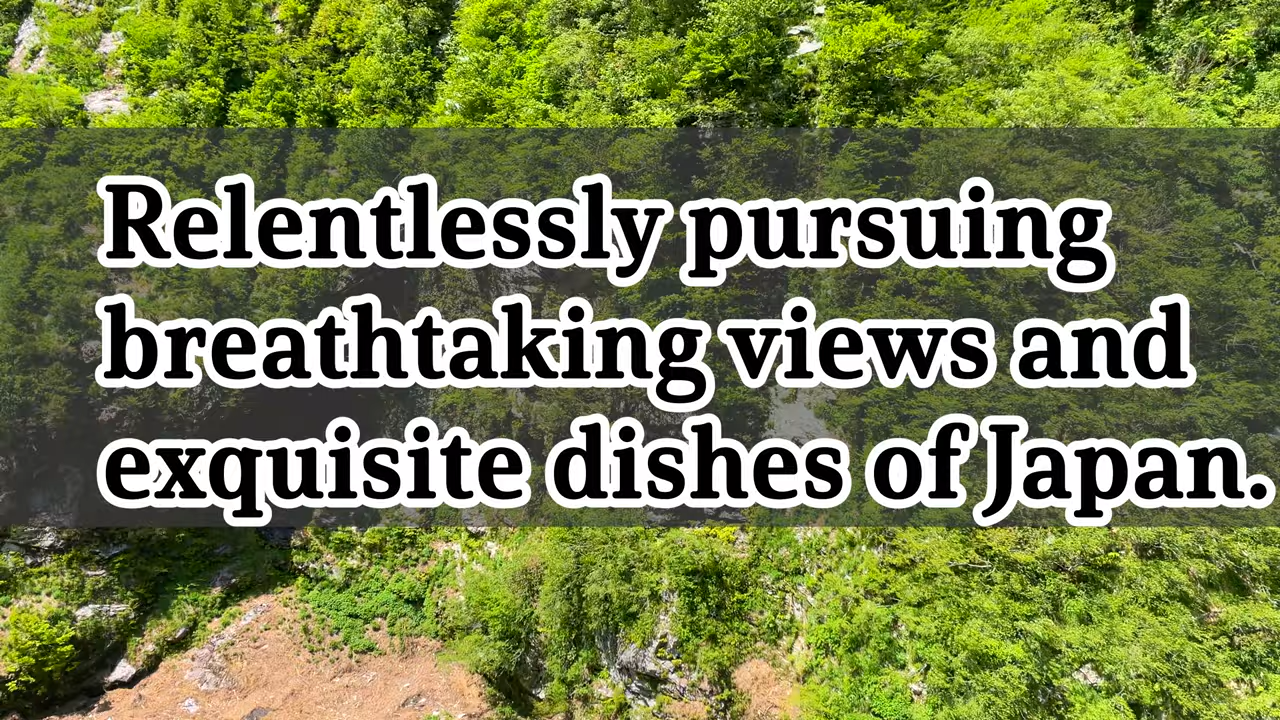 Relentlessly pursuing
breathtaking views and
exquisite dishes of Japan.